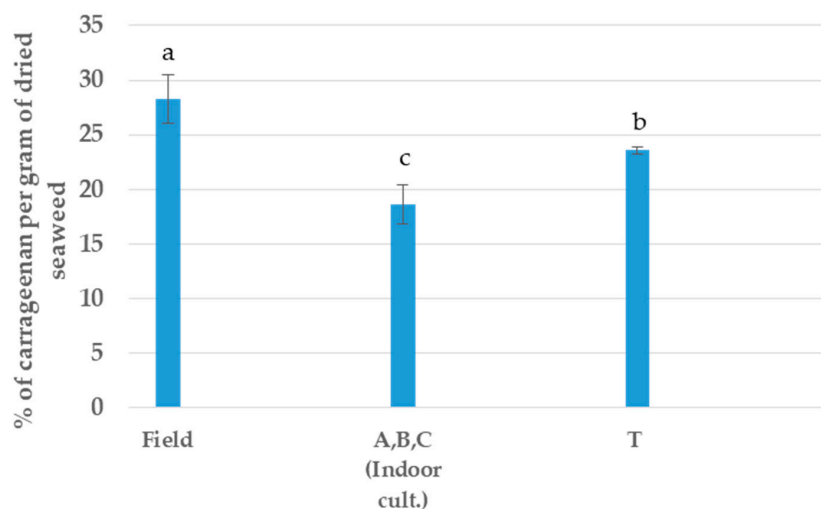 % of carrageenan per gram of dried
seaweed
35
30
25
20
15
10
5
0
a
c
b
Field
A,B,C
(Indoor
cult.)
T